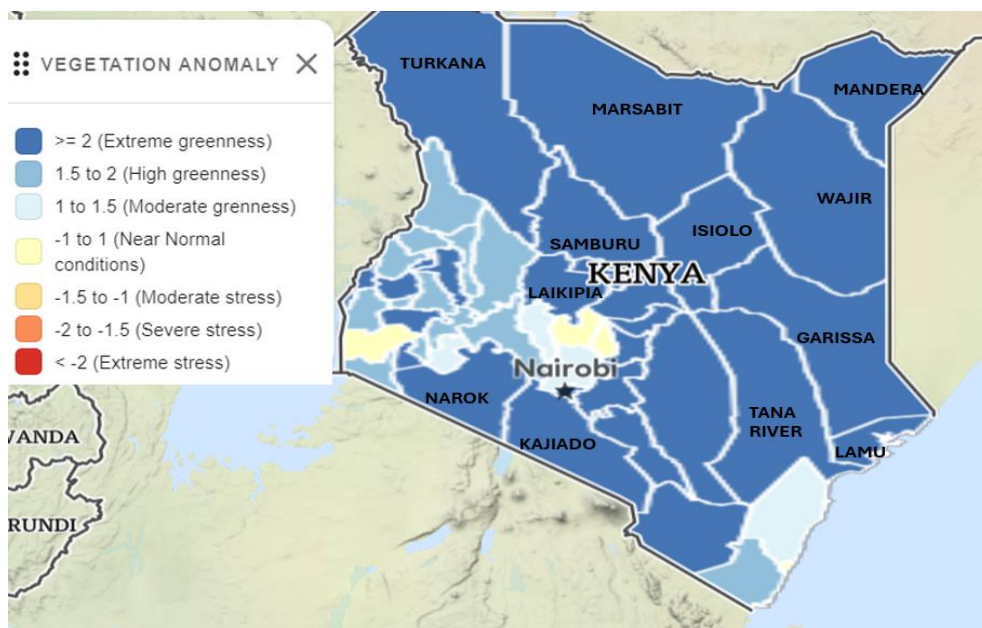 VEGETATION ANOMALY
>= 2 (Extreme greenness)
1.5 to 2 (High greenness)
1 to 1.5 (Moderate grenness)
-1 to 1 (Near Normal
conditions)
-1.5 to -1 (Moderate stress)
-2 to -1.5 (Severe stress)
< -2 (Extreme stress)
TURKANA
MARSABIT
MANDERA
WAJIR
SAMBURU
ISIOLO
KENYA
LAIKIPIA
GARISSA
Nairobi
NAROK
TANA
RIVER
KAJIADO
LAMU
WANDA
RUNDI